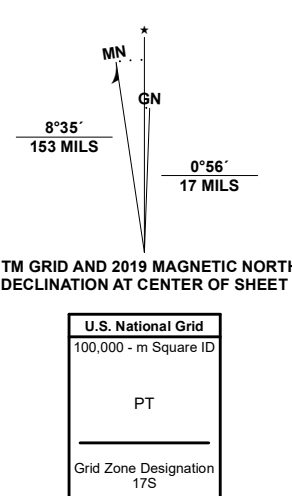 ★
MN
GN
8°35´
153 MILS
0°56´
17 MILS
TM GRID AND 2019 MAGNETIC NORTH
DECLINATION AT CENTER OF SHEET
U.S. National Grid
100,000 - m Square ID
PT
Grid Zone Designation
17S